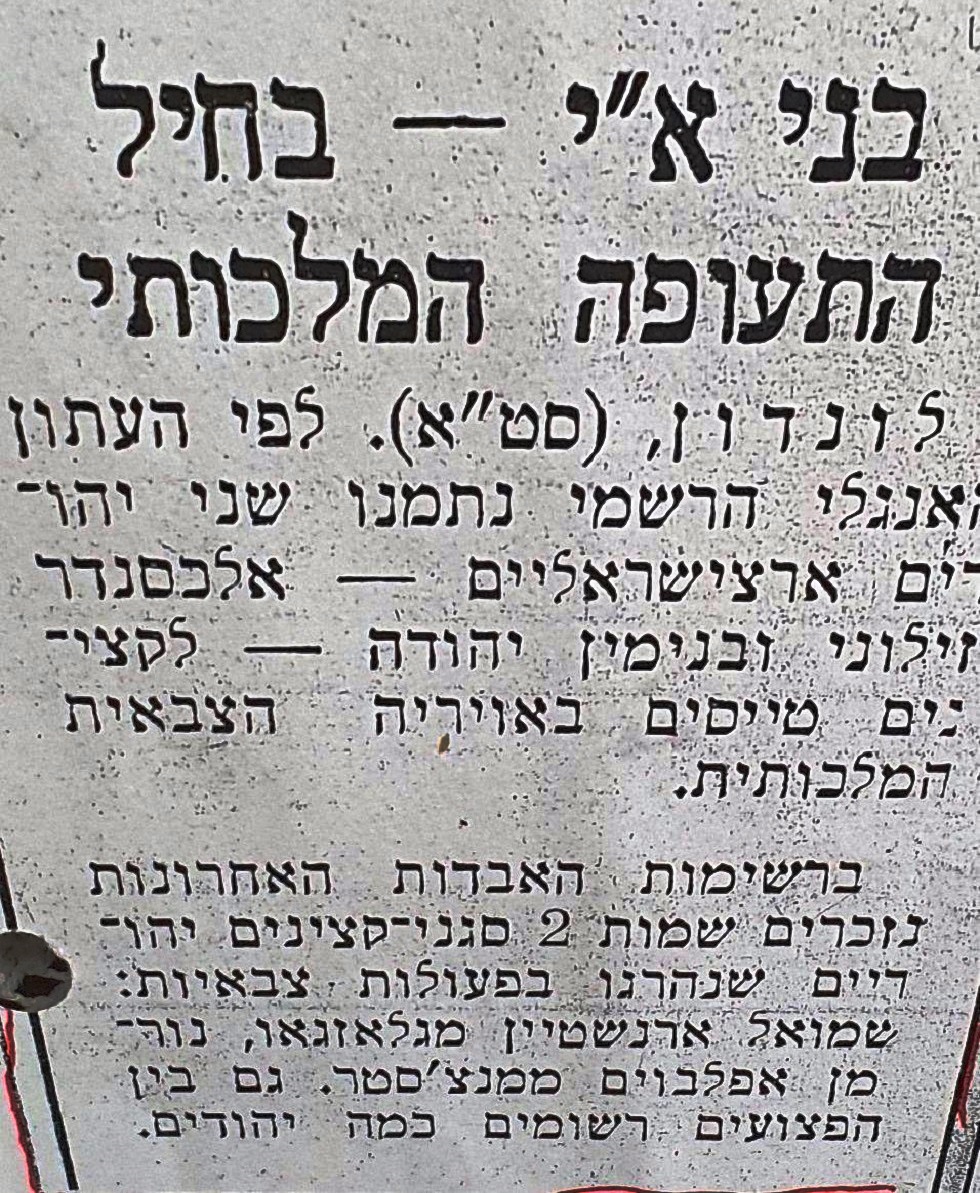 בני א"י — בחיל
התעופה המלכותי
לונדון, (סט"א). לפי העתון
האנגלי הרשמי נתמנו שני יהו־
דים ארצישראליים — אלכסנדר
זילוני ובנימין יהודה — לקצי־
נים טייסים באויריה הצבאית
המלכותית.
ברשימות האבדות האחרונות
נזכרים שמות 2 סגני־קצינים יהו־
דיים שנהרגו בפעולות צבאיות:
שמואל ארנשטיין מגלאזגאו, נור־
מן אפלבוים ממנצ'סטר. גם בין
הפצועים רשומים כמה יהודים.